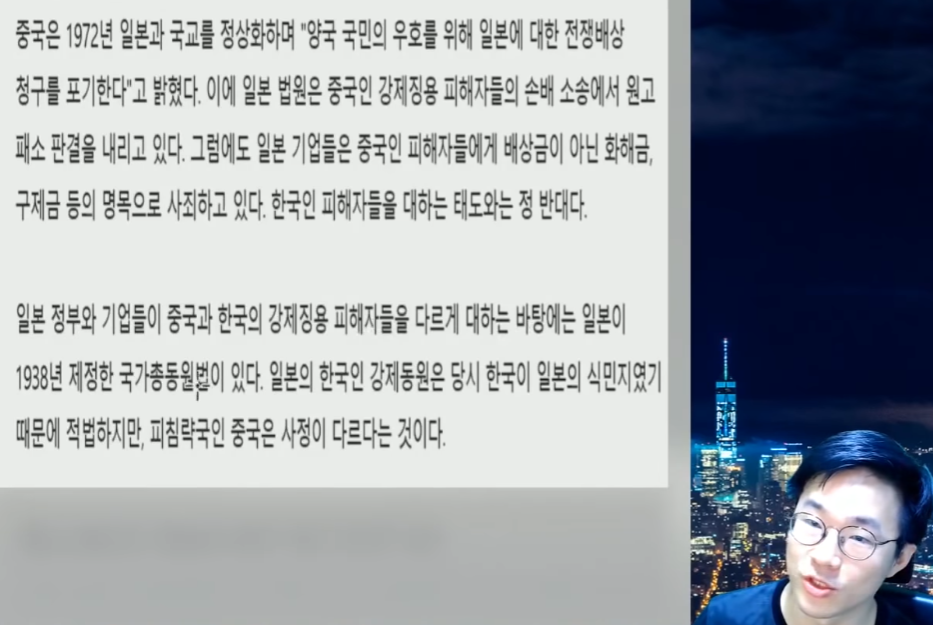 중국은 1972년 일본과 국교를 정상화하며 "양국 국민의 우호를 위해 일본에 대한 전쟁배상
청구를 포기한다"고 밝혔다. 이에 일본 법원은 중국인 강제징용 피해자들의 손배 소송에서 원고
패소 판결을 내리고 있다. 그럼에도 일본 기업들은 중국인 피해자들에게 배상금이 아닌 화해금,
구제금 등의 명목으로 사죄하고 있다. 한국인 피해자들을 대하는 태도와는 정 반대다.
일본 정부와 기업들이 중국과 한국의 강제징용 피해자들을 다르게 대하는 바탕에는 일본이
1938년 제정한 국가총동원법이 있다. 일본의 한국인 강제동원은 당시 한국이 일본의 식민지였기
때문에 적법하지만, 피침략국인 중국은 사정이 다르다는 것이다.